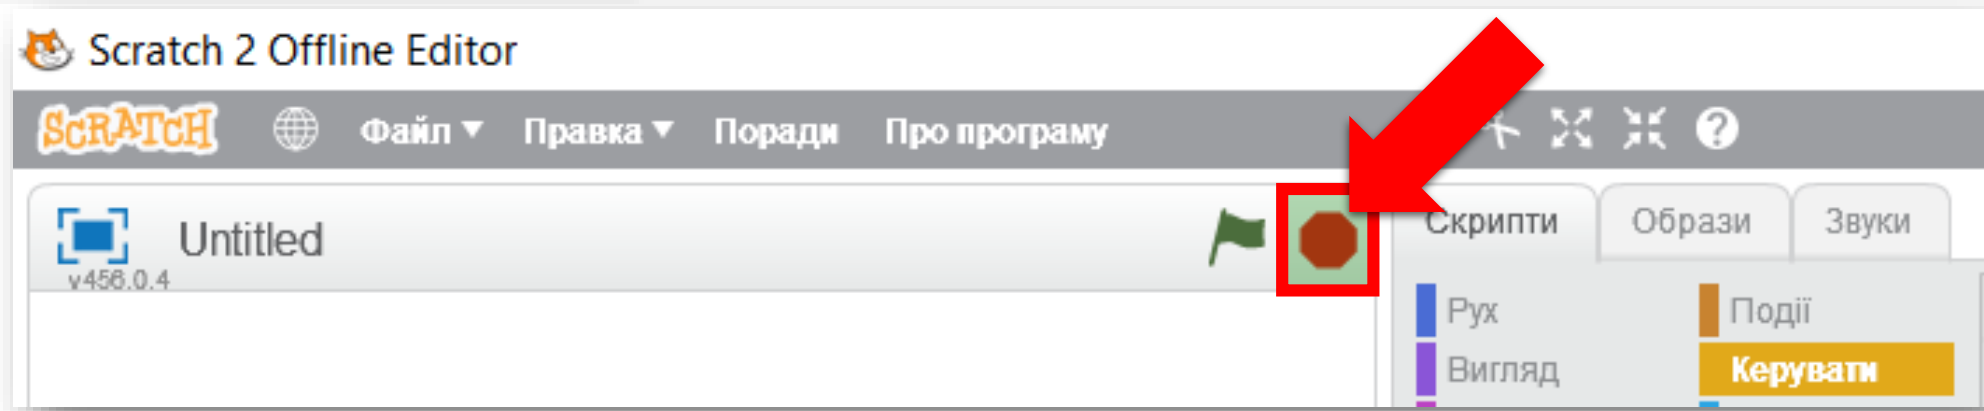 Scratch 2 Offline Editor
SCRATCH Файл Правка Поради Про програму ?
Untitled Скрипти Образи Звуки
v456.0.4
Рух Події
Вигляд Керувати